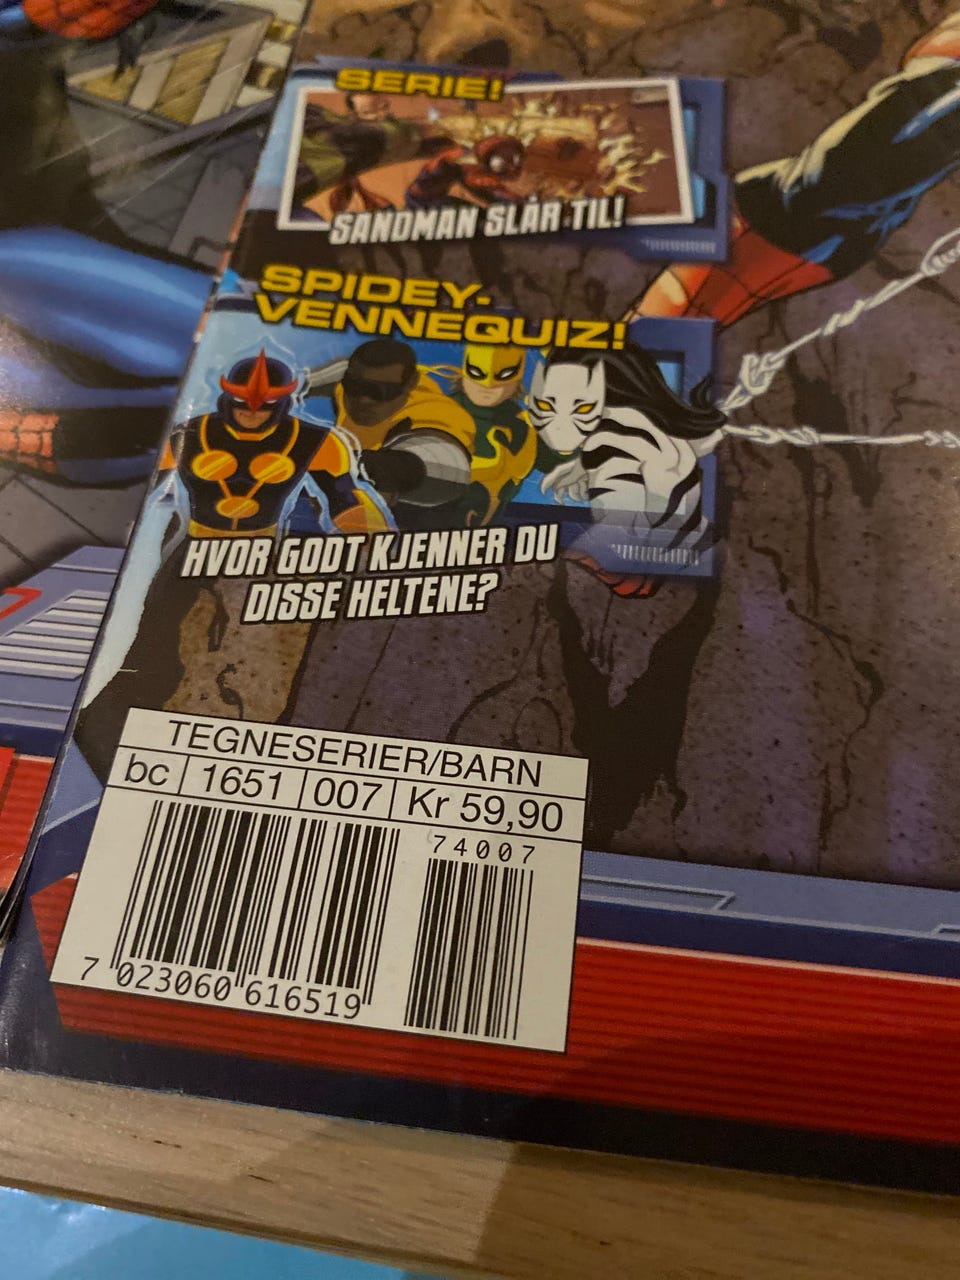 SERIE!
SANDMAN SLÅR TIL!
SPIDEY-
VENNEQUIZ!
HVOR GODT KJENNER DU
DISSE HELTENE?
TEGNESERIER/BARN
bc 1651 007 Kr 59,90
74007
7 023060 616519